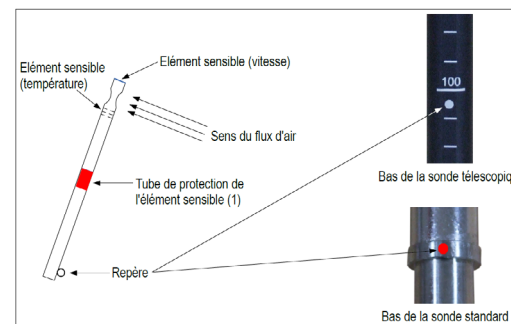 Elément sensible (vitesse)
Elément sensible
(température)
Sens du flux d'air
Tube de protection de
l'élément sensible (1)
Repère
100
Bas de la sonde télescopiq
Bas de la sonde standard